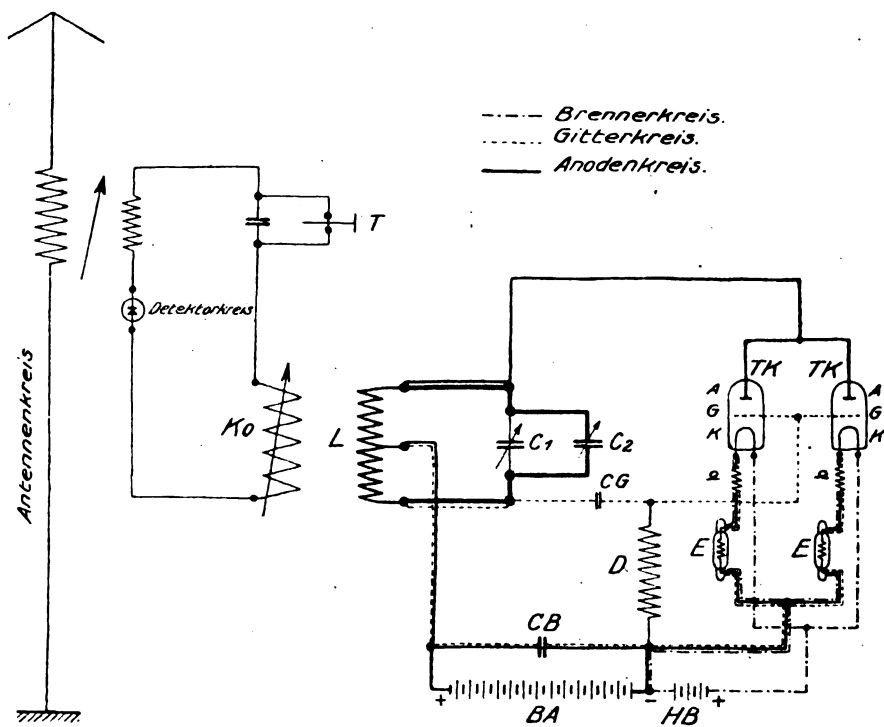 Brennerkreis.
Gitterkreis.
Anodenkreis.
T
Detektorkreis
Antennenkreis
TK TK
A A
G G
K K
Ko
L
C1 C2
CG
Ω Ω
D
E E
CB
+ BA - HB +